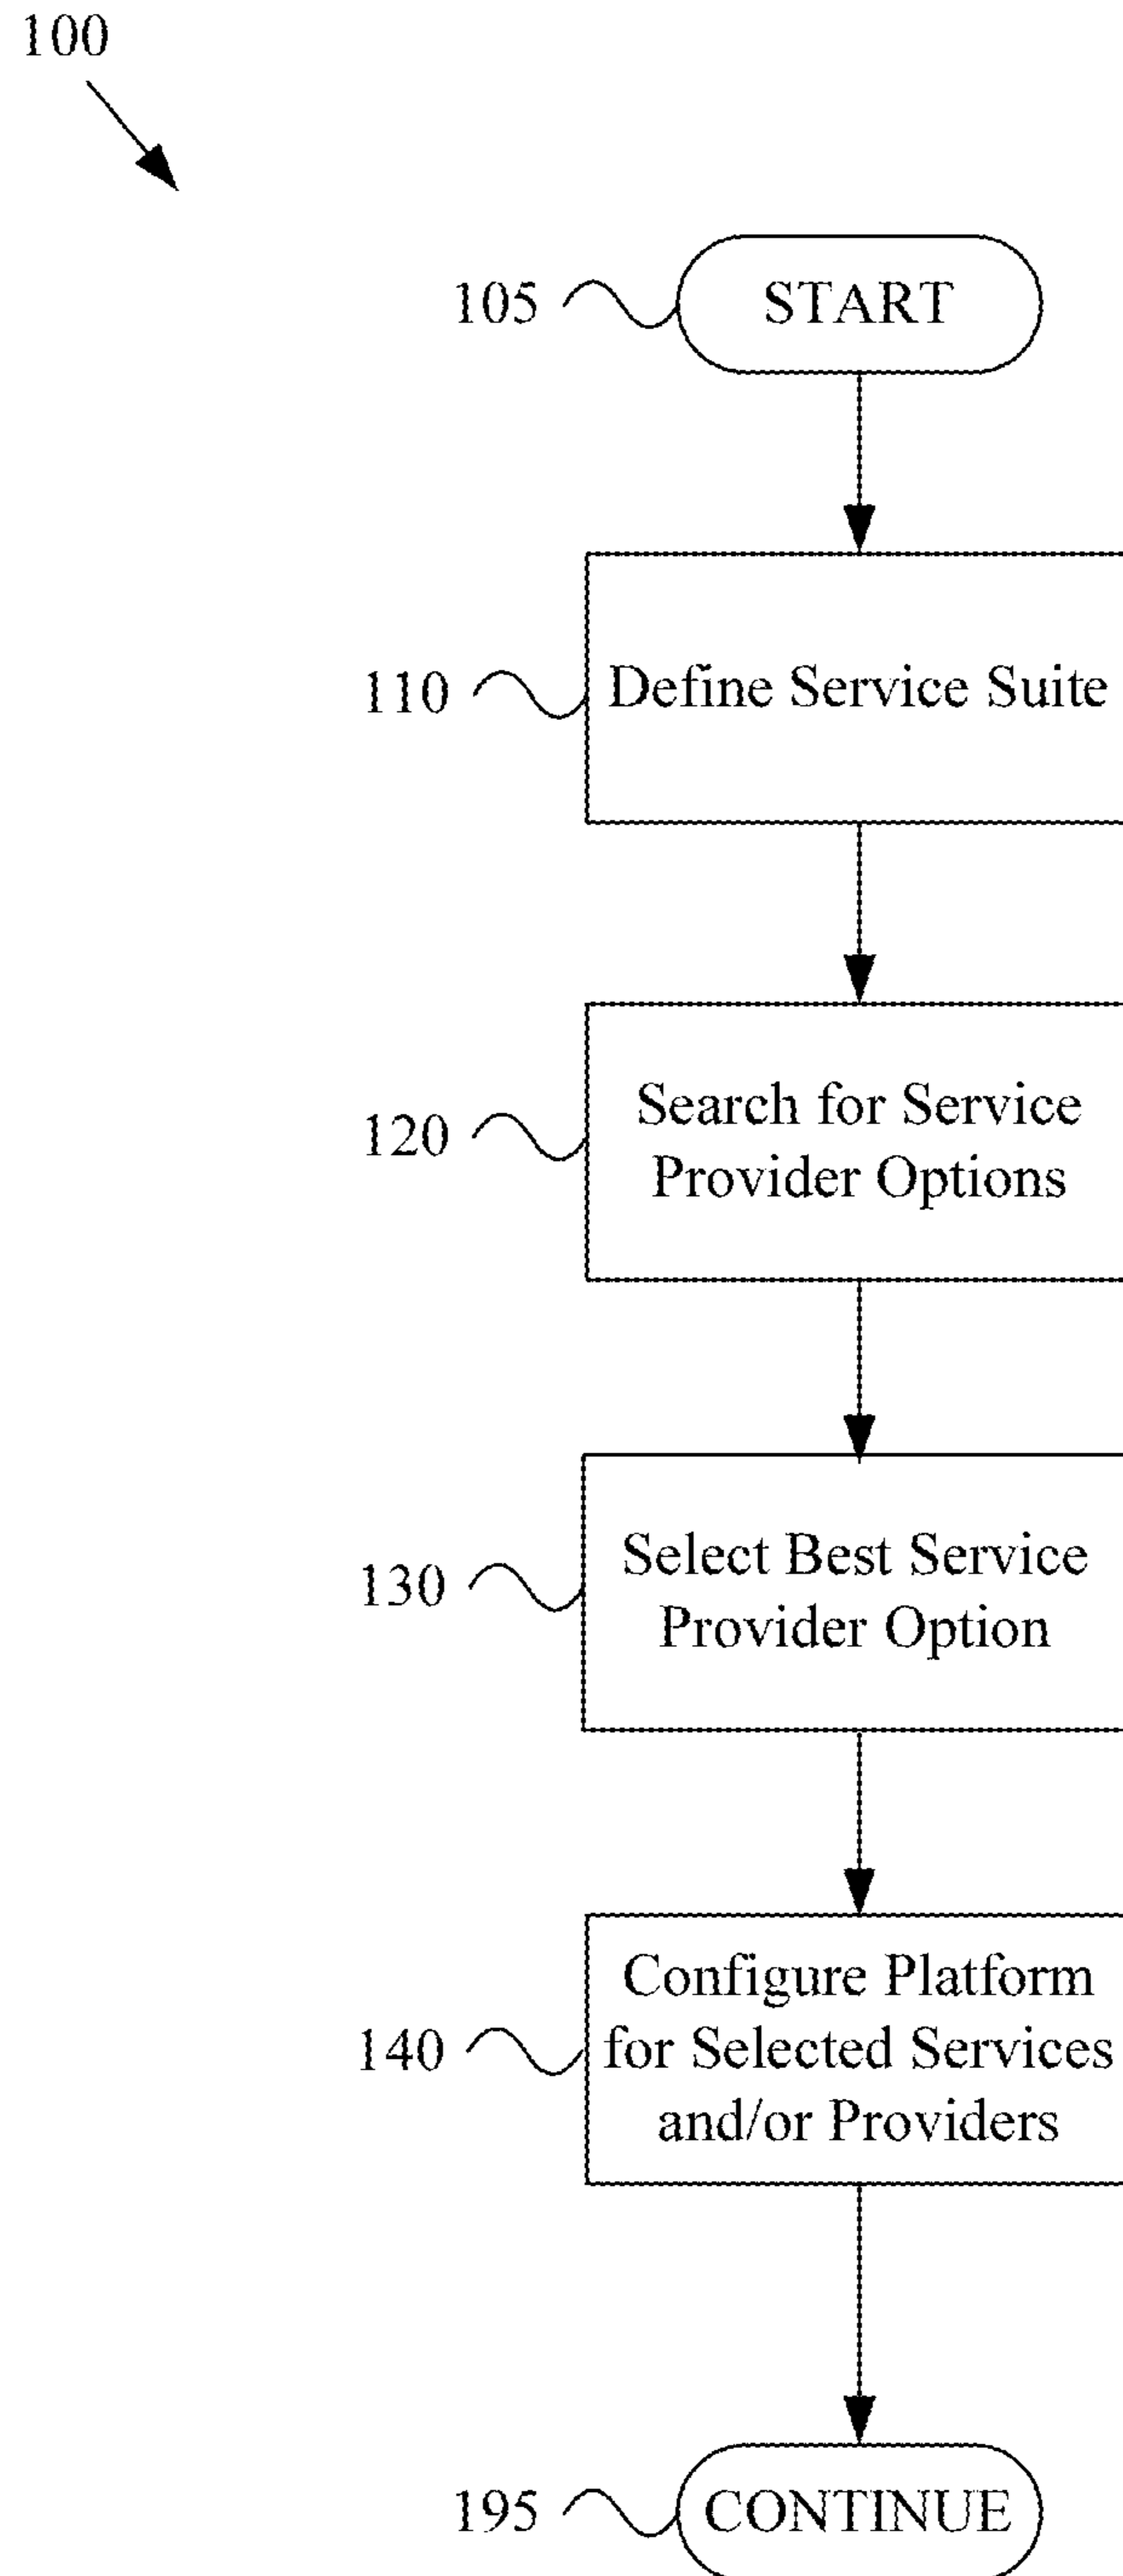 100
105
START
110
Define Service Suite
120
Search for Service
Provider Options
130
Select Best Service
Provider Option
140
Configure Platform
for Selected Services
and/or Providers
195
CONTINUE